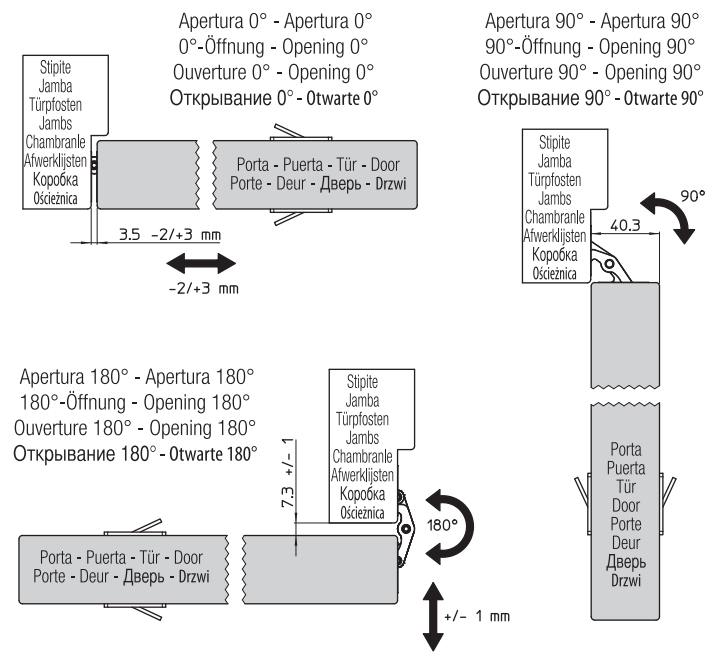 Apertura 0° - Apertura 0°
0°-Öffnung - Opening 0°
Ouverture 0° - Opening 0°
Открывание 0° - Otwarte 0°
Stipite
Jamba
Türpfosten
Jambs
Chambranle
Afwerklijsten
Коробка
Ościeżnica
Porta - Puerta - Tür - Door
Porte - Deur - Дверь - Drzwi
3.5 -2/+3 mm
-2/+3 mm
Apertura 90° - Apertura 90°
90°-Öffnung - Opening 90°
Ouverture 90° - Opening 90°
Открывание 90° - Otwarte 90°
Stipite
Jamba
Türpfosten
Jambs
Chambranle
Afwerklijsten
Коробка
Ościeżnica
90°
40.3
Porta
Puerta
Tür
Door
Porte
Deur
Дверь
Drzwi
Apertura 180° - Apertura 180°
180°-Öffnung - Opening 180°
Ouverture 180° - Opening 180°
Открывание 180° - Otwarte 180°
Stipite
Jamba
Türpfosten
Jambs
Chambranle
Afwerklijsten
Коробка
Ościeżnica
7.3 +/- 1
180°
Porta - Puerta - Tür - Door
Porte - Deur - Дверь - Drzwi
+/- 1 mm